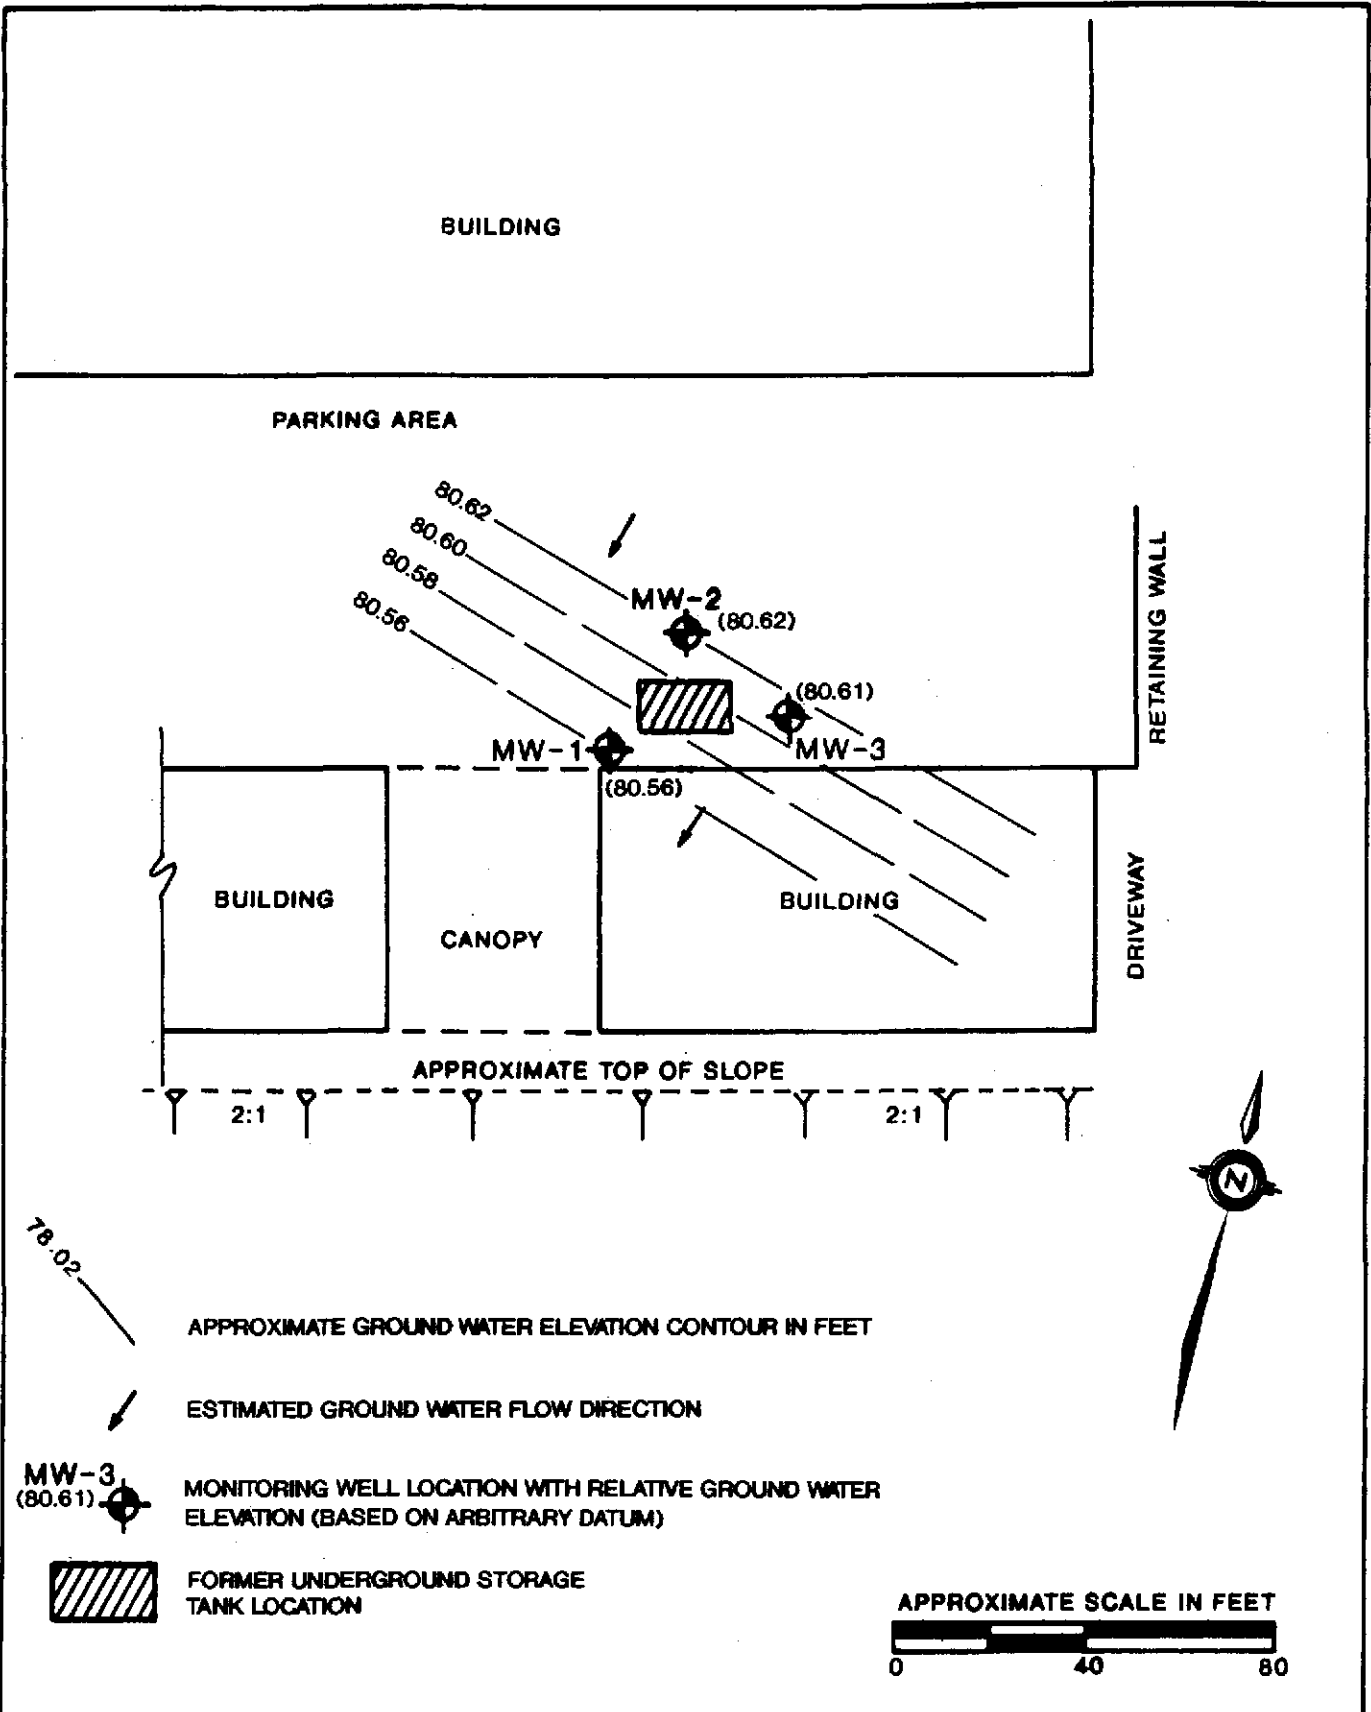 BUILDING
PARKING AREA
80.62
80.60
80.58
80.56
MW-2
(80.62)
(80.61)
MW-3
MW-1
(80.56)
RETAINING WALL
BUILDING
CANOPY
BUILDING
DRIVEWAY
APPROXIMATE TOP OF SLOPE
2:1
2:1
N
78.02
APPROXIMATE GROUND WATER ELEVATION CONTOUR IN FEET
ESTIMATED GROUND WATER FLOW DIRECTION
MW-3
(80.61)
MONITORING WELL LOCATION WITH RELATIVE GROUND WATER
ELEVATION (BASED ON ARBITRARY DATUM)
FORMER UNDERGROUND STORAGE
TANK LOCATION
APPROXIMATE SCALE IN FEET
0 40 80